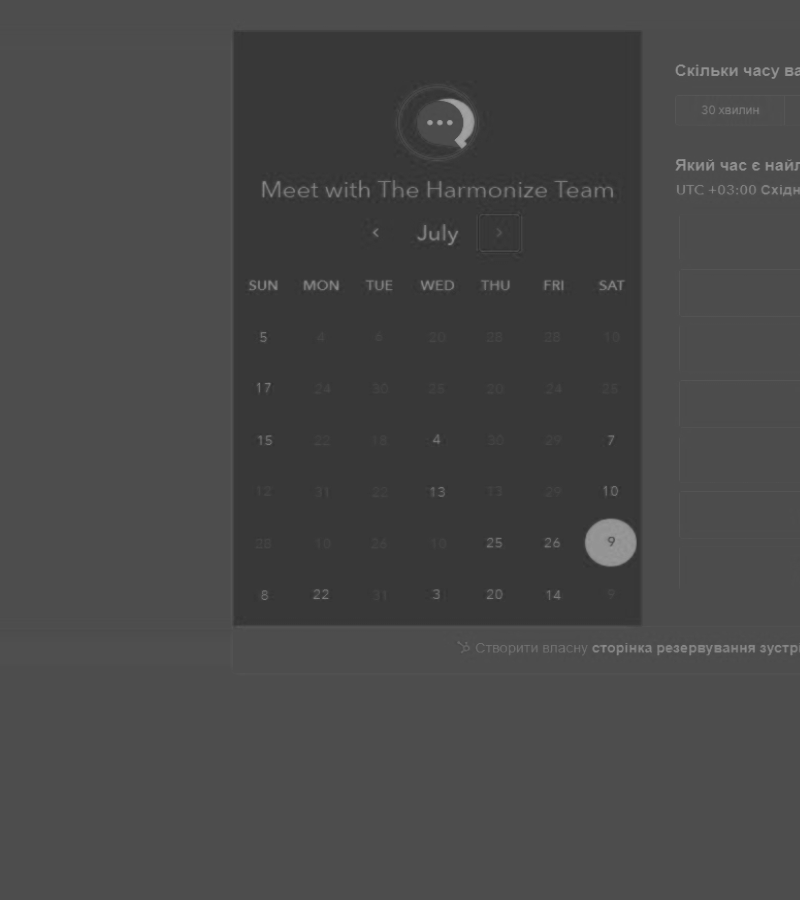 Meet with The Harmonize Team
July
SUN MON TUE WED THU FRI SAT
5 4 6 20 28 28 10
17 24 30 25 20 24 25
15 22 18 4 30 29 7
12 31 22 13 13 29 10
28 10 26 10 25 26 9
8 22 31 3 20 14 9
Створити власну сторінка резервування зустрі
Скільки часу ва
30 хвилин
Який час є найл
UTC +03:00 Східн